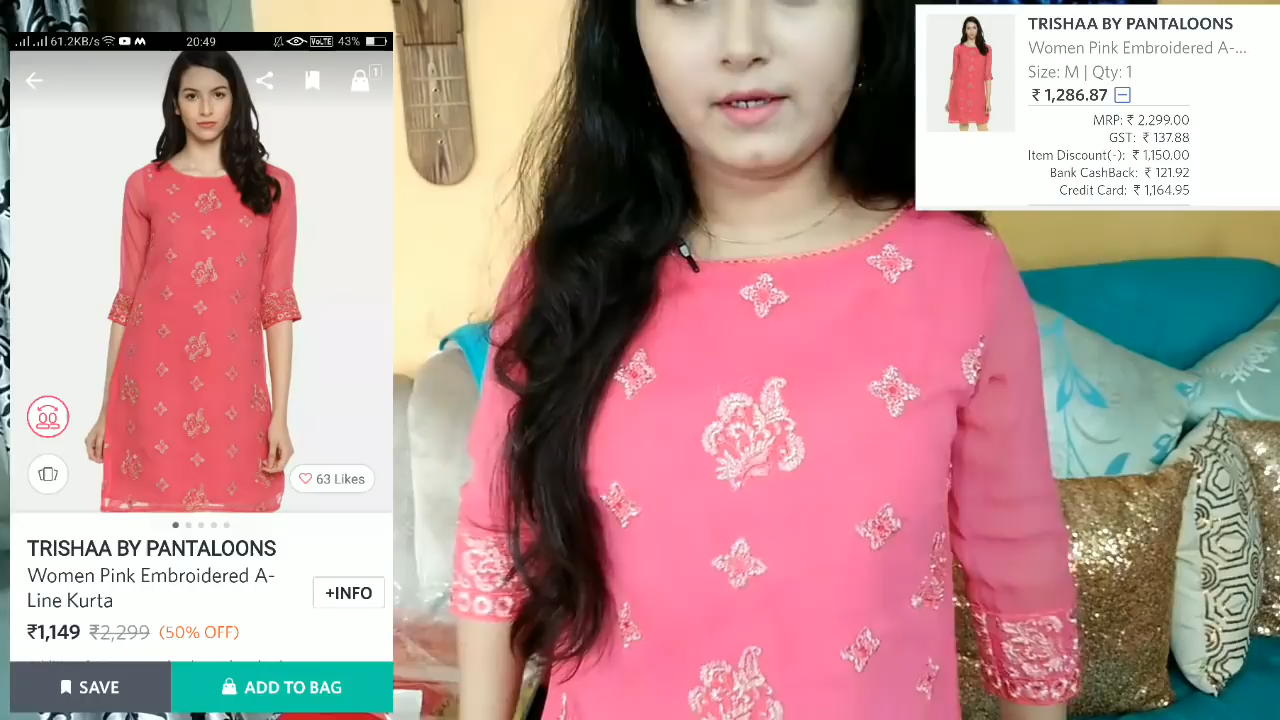 61.2KB/s
20:49
VoLTE 43%
1
63 Likes
TRISHAA BY PANTALOONS
Women Pink Embroidered A-
Line Kurta
+INFO
₹1,149 ₹2,299 (50% OFF)
SAVE
ADD TO BAG
TRISHAA BY PANTALOONS
Women Pink Embroidered A-...
Size: M | Qty: 1
₹ 1,286.87
MRP: ₹ 2,299.00
GST: ₹ 137.88
Item Discount(-): ₹ 1,150.00
Bank CashBack: ₹ 121.92
Credit Card: ₹ 1,164.95